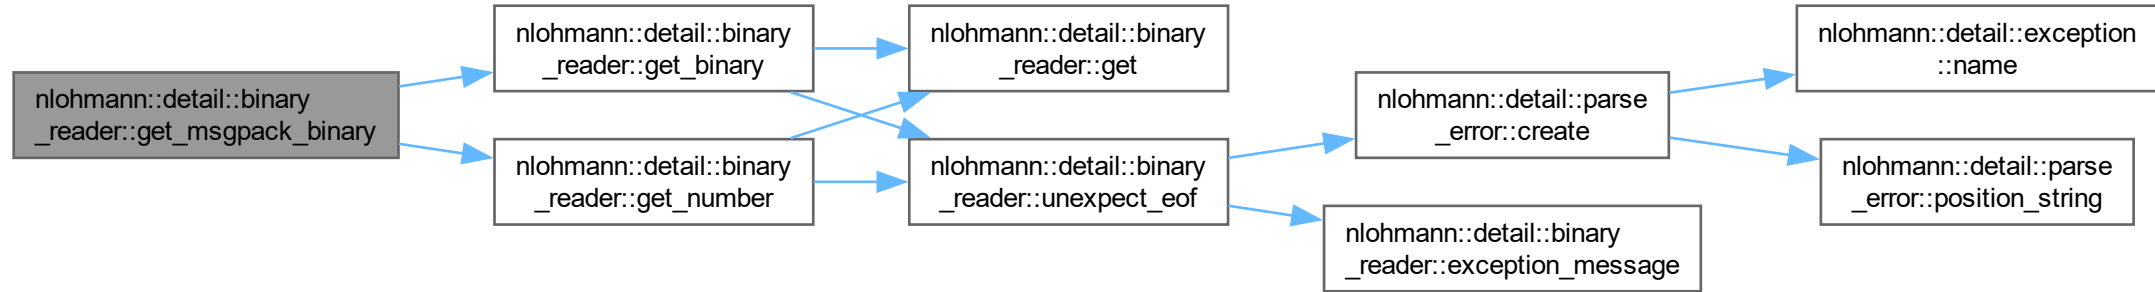 nlohmann::detail::binary
_reader::get_msgpack_binary
nlohmann::detail::binary
_reader::get_binary
nlohmann::detail::binary
_reader::get_number
nlohmann::detail::binary
_reader::get
nlohmann::detail::binary
_reader::unexpect_eof
nlohmann::detail::parse
_error::create
nlohmann::detail::binary
_reader::exception_message
nlohmann::detail::exception
::name
nlohmann::detail::parse
_error::position_string